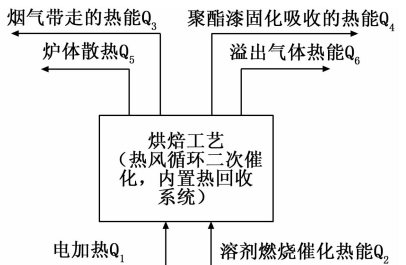 烟气带走的热能Q3
聚酯漆固化吸收的热能Q4
炉体散热Q5
溢出气体热能Q6
烘焙工艺
（热风循环二次催
化，内置热回收
系统）
电加热Q1
溶剂燃烧催化热能Q2